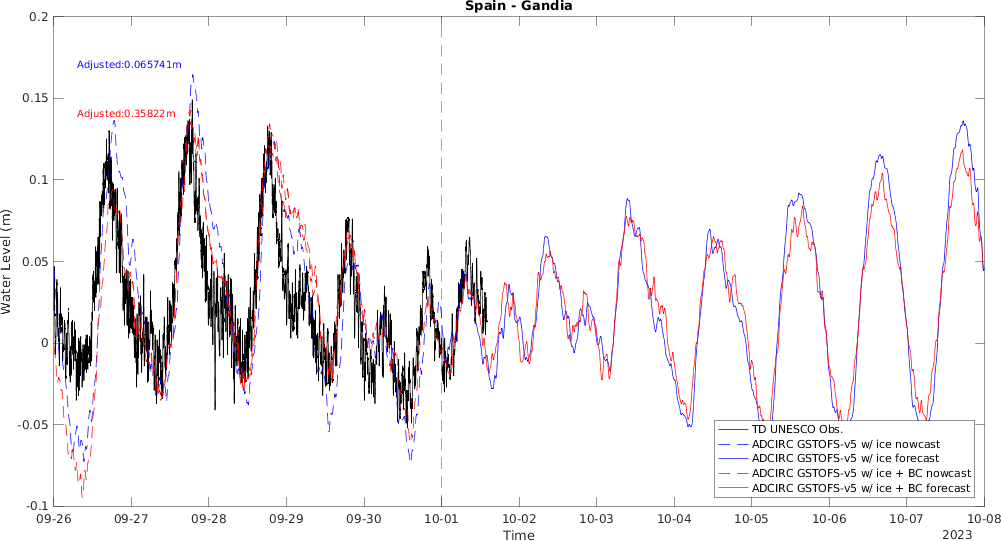 Spain - Gandia
0.2
0.15
0.1
0.05
0
-0.05
-0.1
Water Level (m)
Adjusted:0.065741m
Adjusted:0.35822m
TD UNESCO Obs.
ADCIRC GSTOFS-v5 w/ ice nowcast
ADCIRC GSTOFS-v5 w/ ice forecast
ADCIRC GSTOFS-v5 w/ ice + BC nowcast
ADCIRC GSTOFS-v5 w/ ice + BC forecast
09-26 09-27 09-28 09-29 09-30 10-01 10-02 10-03 10-04 10-05 10-06 10-07 10-08
2023
Time